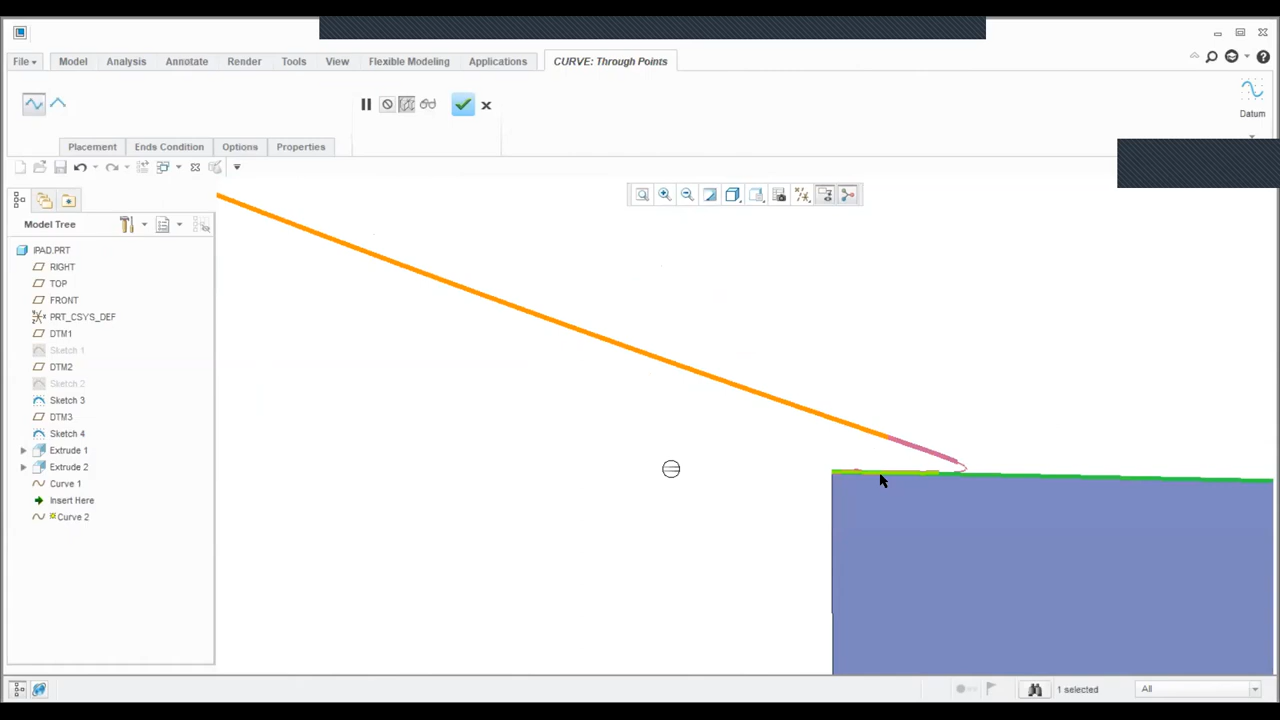 File Model Analysis Annotate Render Tools View Flexible Modeling Applications CURVE: Through Points
Datum
Placement Ends Condition Options Properties
Model Tree
IPAD.PRT
RIGHT
TOP
FRONT
PRT_CSYS_DEF
DTM1
Sketch 1
DTM2
Sketch 2
Sketch 3
DTM3
Sketch 4
Extrude 1
Extrude 2
Curve 1
Insert Here
Curve 2
1 selected All